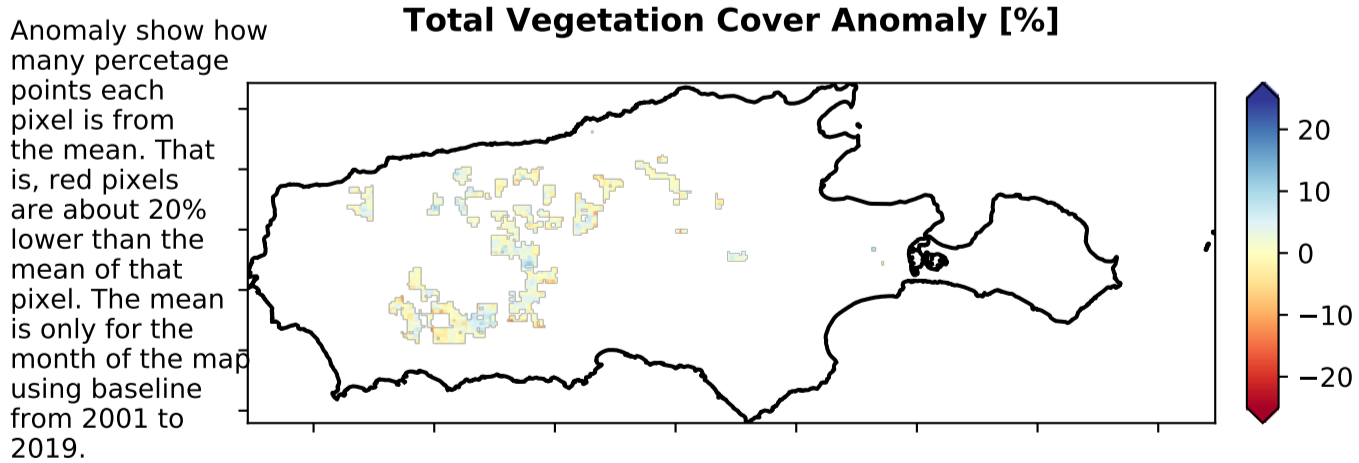 Total Vegetation Cover Anomaly [%]
Anomaly show how
many percetage
points each
pixel is from
the mean. That
is, red pixels
are about 20%
lower than the
mean of that
pixel. The mean
is only for the
month of the map
using baseline
from 2001 to
2019.
20
10
0
−10
−20